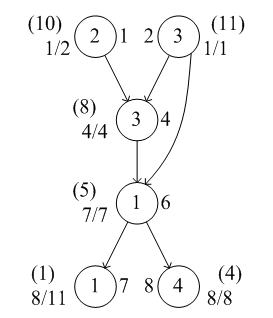 (10) (11)
1/2 2 1 2 3 1/1
(8)
4/4 3 4
(5)
7/7 1 6
(1) (4)
8/11 1 7 8 4 8/8